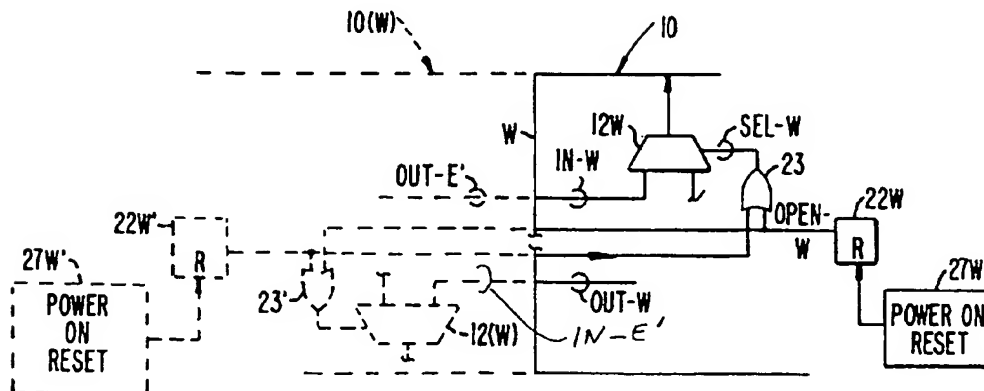 10(W)
10
W
12W
SEL-W
IN-W
23
OUT-E'
22W
OPEN-
W
22W'
R
R
27W'
27W
23'
OUT-W
POWER
ON
RESET
12(W)
IN-E'
POWER ON
RESET